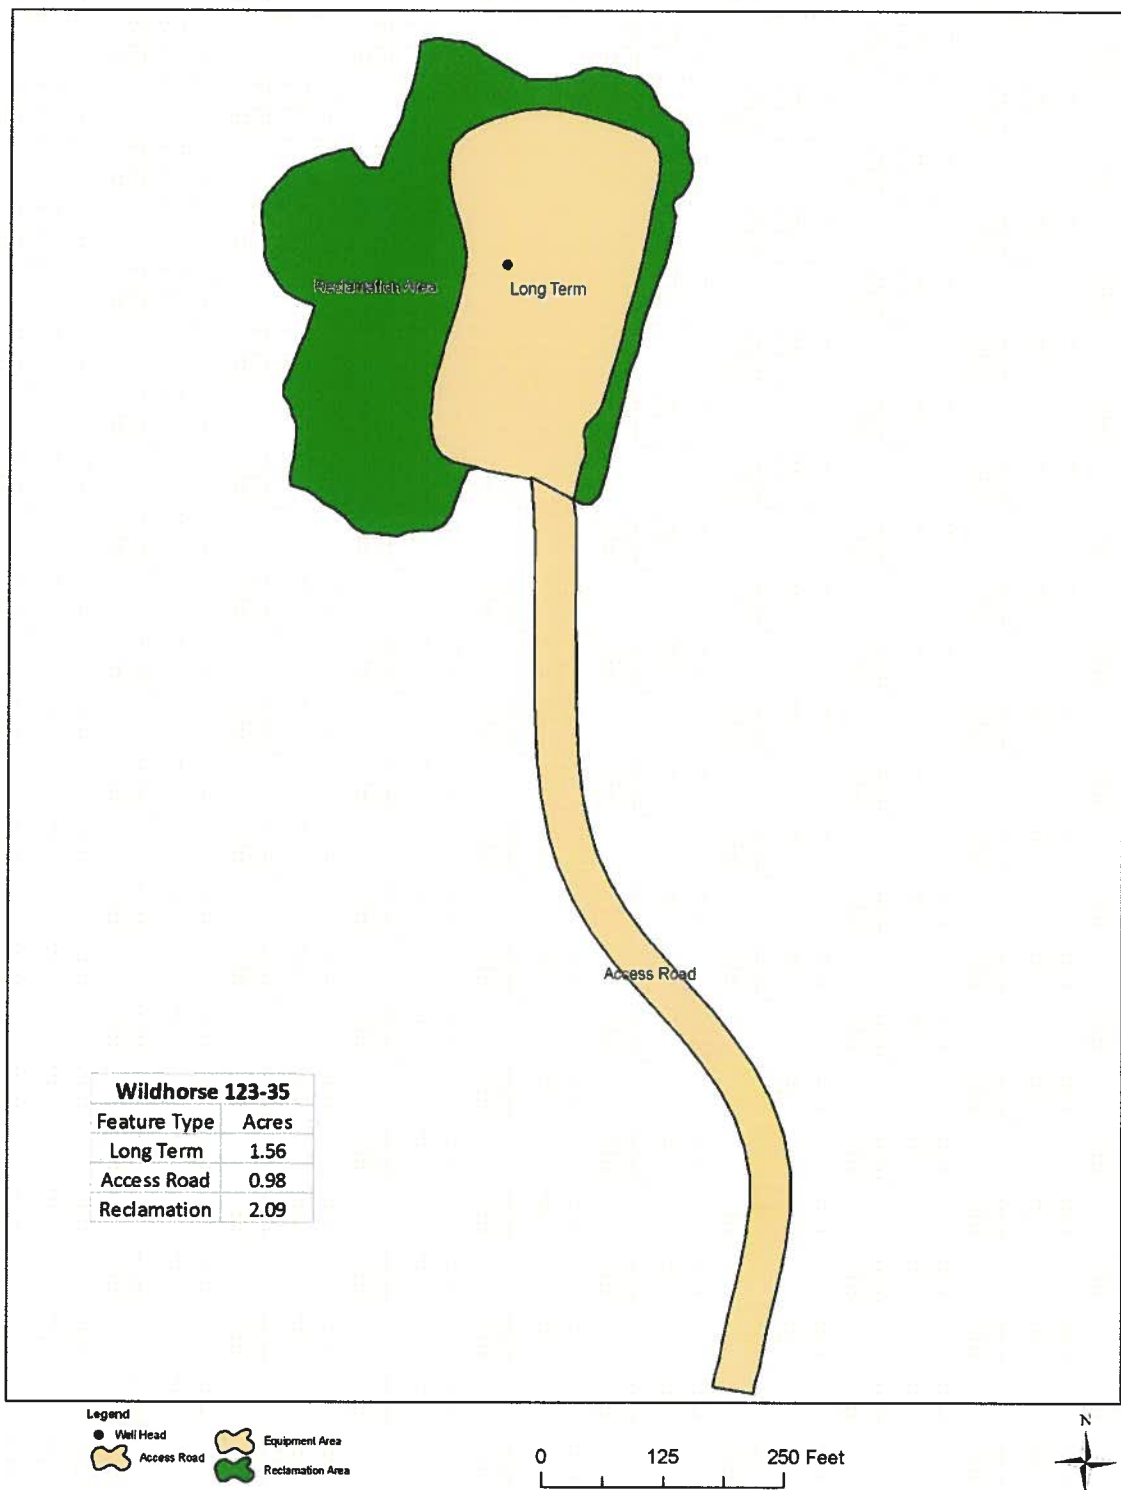 Reclamation Area
Long Term
Access Road
Wildhorse 123-35
Feature Type Acres
Long Term 1.56
Access Road 0.98
Reclamation 2.09
Legend
Well Head
Access Road
Equipment Area
Reclamation Area
0 125 250 Feet
N